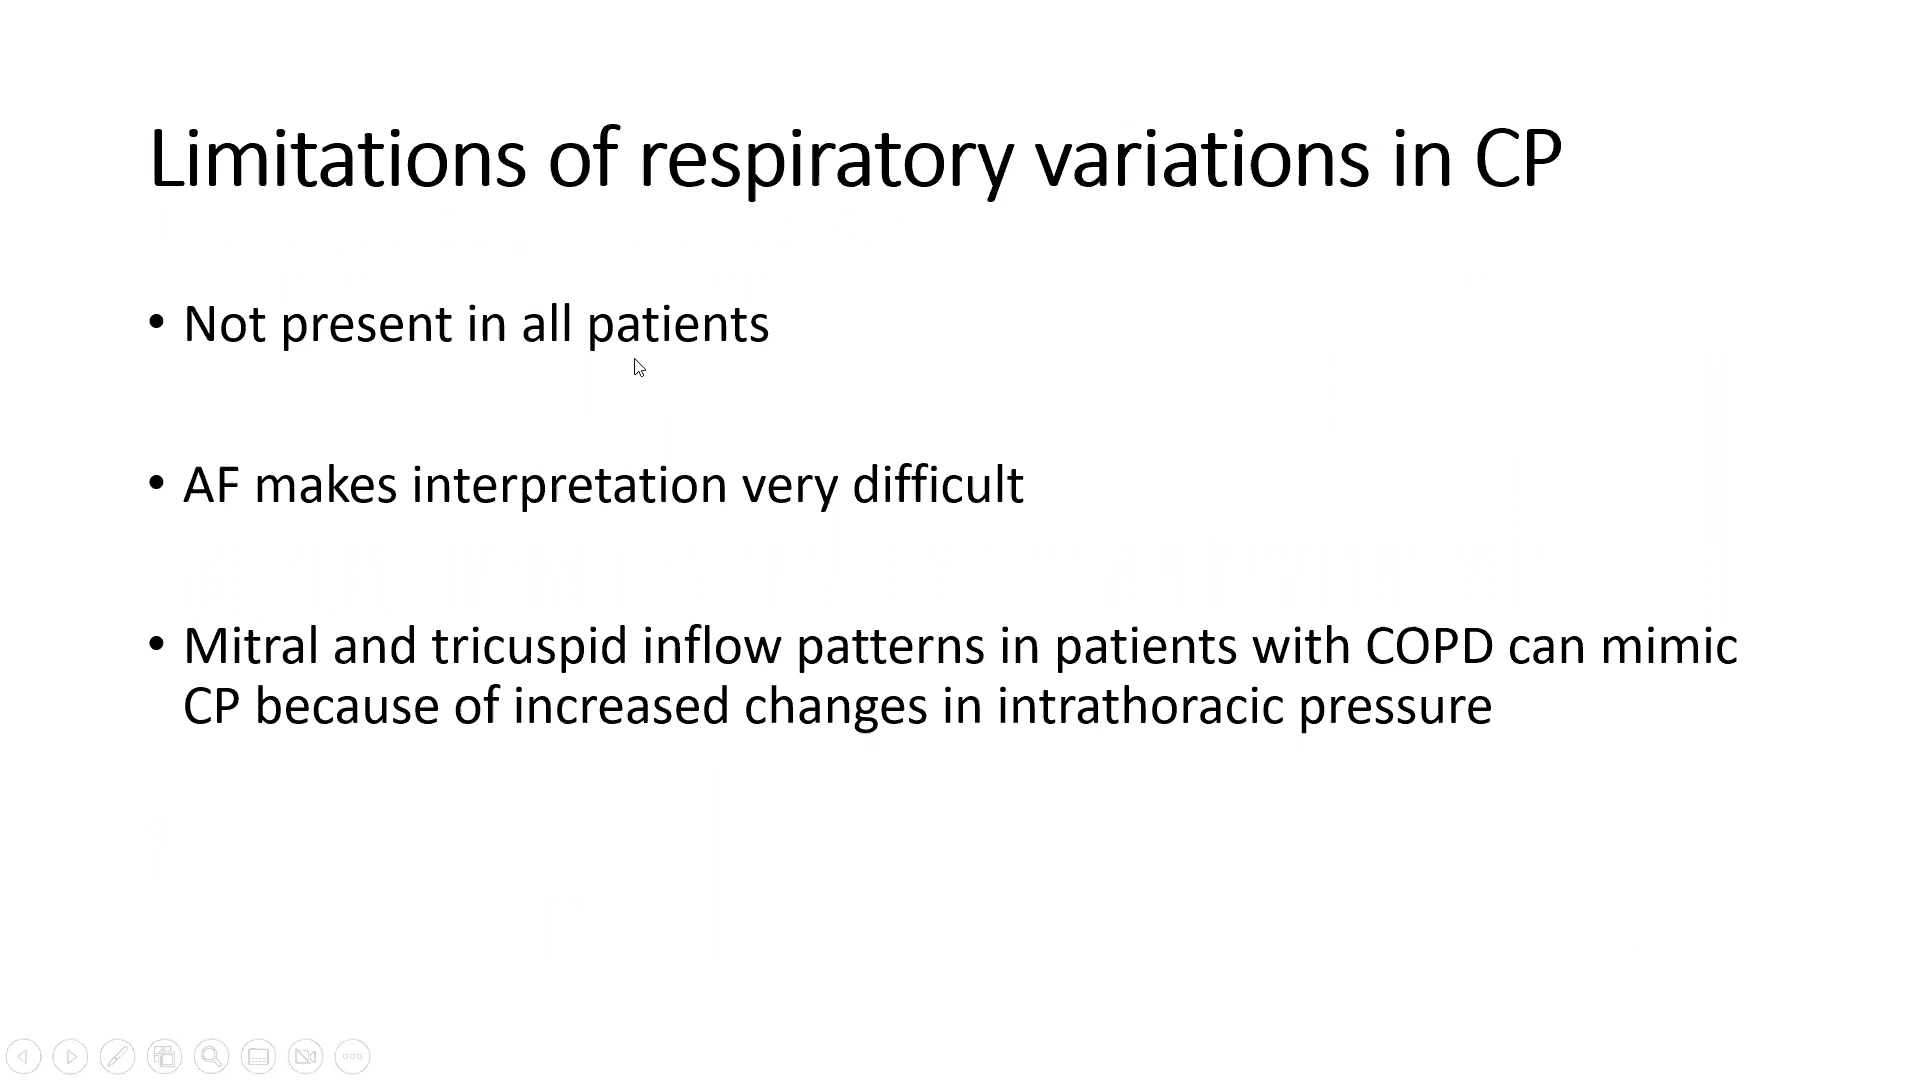 Limitations of respiratory variations in CP
• Not present in all patients
• AF makes interpretation very difficult
• Mitral and tricuspid inflow patterns in patients with COPD can mimic
CP because of increased changes in intrathoracic pressure